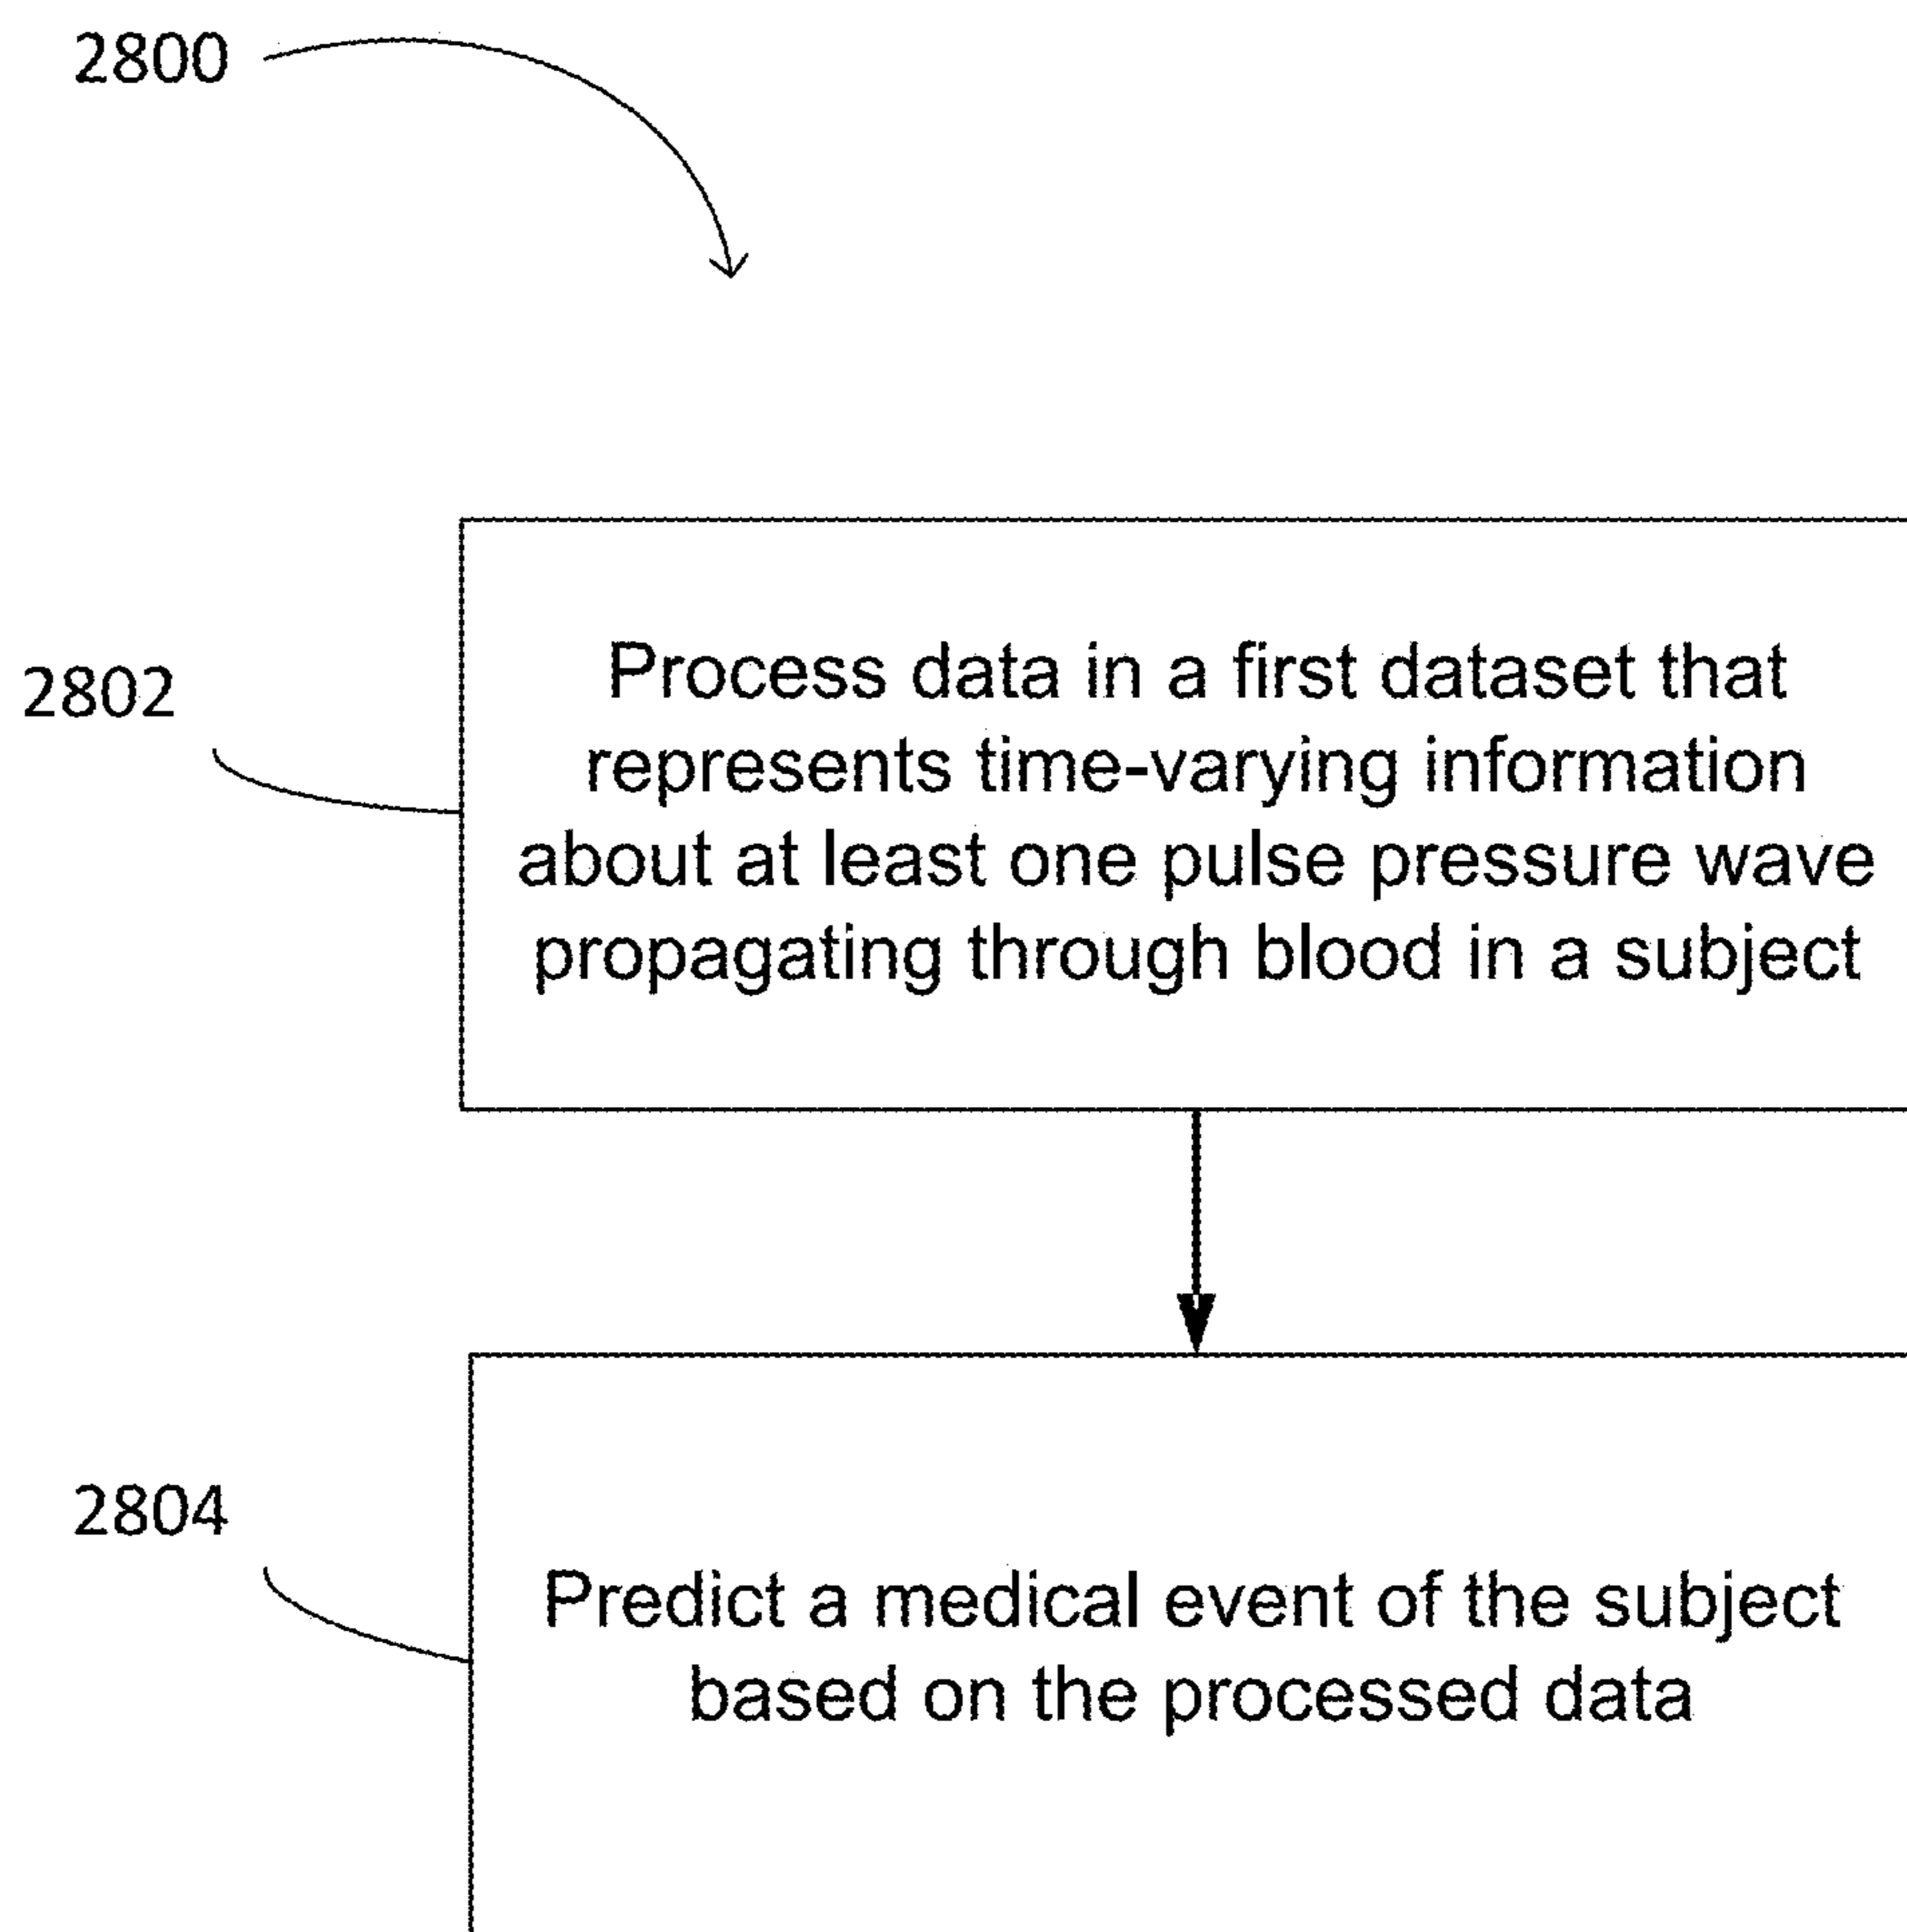 2800
2802
Process data in a first dataset that
represents time-varying information
about at least one pulse pressure wave
propagating through blood in a subject
2804
Predict a medical event of the subject
based on the processed data